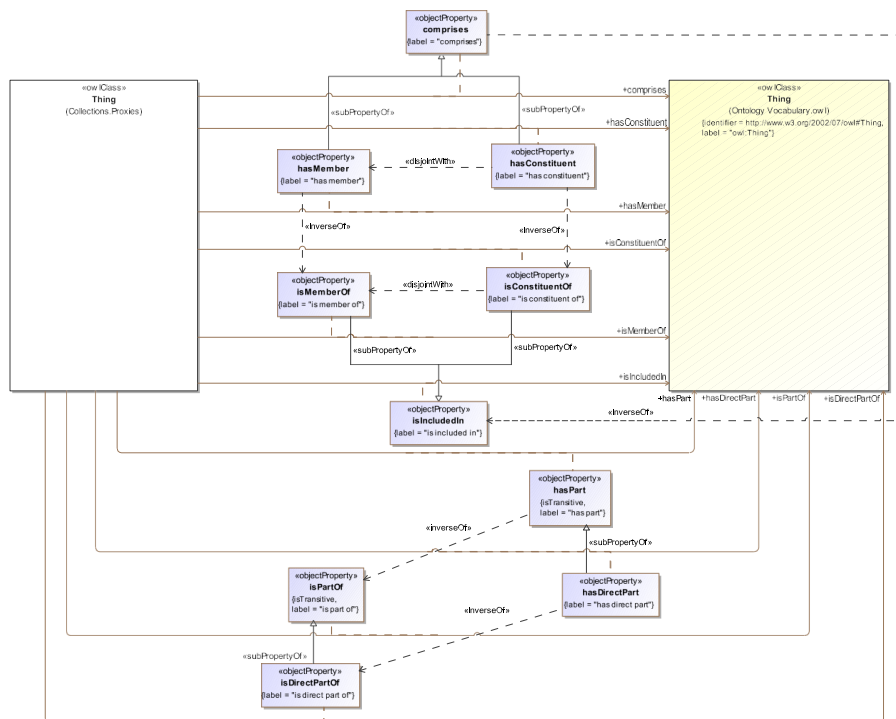 «objectProperty»
comprises
{label = "comprises"}
«owlClass»
Thing
(Collections.Proxies)
«owlClass»
Thing
(Ontology Vocabulary.owl)
{identifier = http://www.w3.org/2002/07/owl#Thing,
label = "owl:Thing"}
+comprises
«subPropertyOf»
«subPropertyOf»
+hasConstituent
«objectProperty»
hasMember
{label = "has member"}
«disjointWith»
«objectProperty»
hasConstituent
{label = "has constituent"}
+hasMember
«inverseOf»
«inverseOf»
+isConstituentOf
«objectProperty»
isMemberOf
{label = "is member of"}
«disjointWith»
«objectProperty»
isConstituentOf
{label = "is constituent of"}
+isMemberOf
«subPropertyOf»
«subPropertyOf»
+isIncludedIn
+hasPart
+hasDirectPart
+isPartOf
+isDirectPartOf
«objectProperty»
isIncludedIn
{label = "is included in"}
«inverseOf»
«objectProperty»
hasPart
{isTransitive,
label = "has part"}
«inverseOf»
«subPropertyOf»
«objectProperty»
isPartOf
{isTransitive,
label = "is part of"}
«objectProperty»
hasDirectPart
{label = "has direct part"}
«inverseOf»
«subPropertyOf»
«objectProperty»
isDirectPartOf
{label = "is direct part of"}